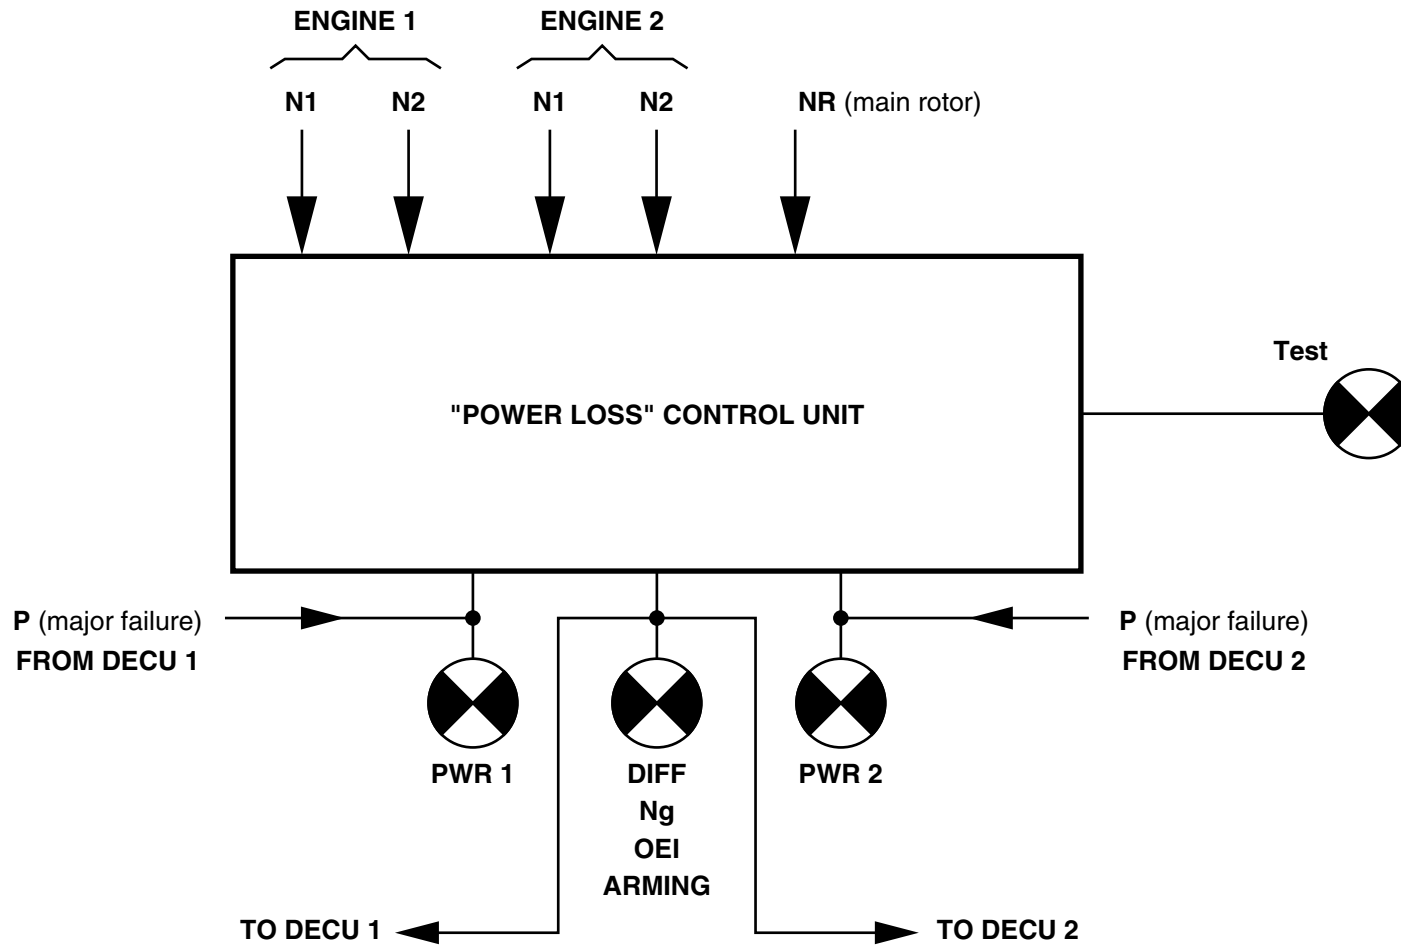 ENGINE 1 ENGINE 2
N1 N2 N1 N2 NR (main rotor)
Test
"POWER LOSS" CONTROL UNIT
P (major failure)
FROM DECU 1
P (major failure)
FROM DECU 2
PWR 1
DIFF
Ng
OEI
ARMING
PWR 2
TO DECU 1
TO DECU 2